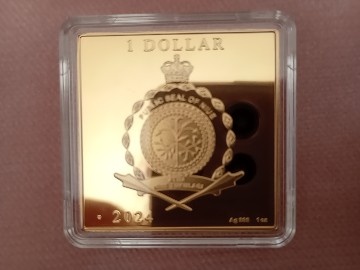 1 DOLLAR
PUBLIC SEAL OF NIUE
2024
Ag 999 1 oz